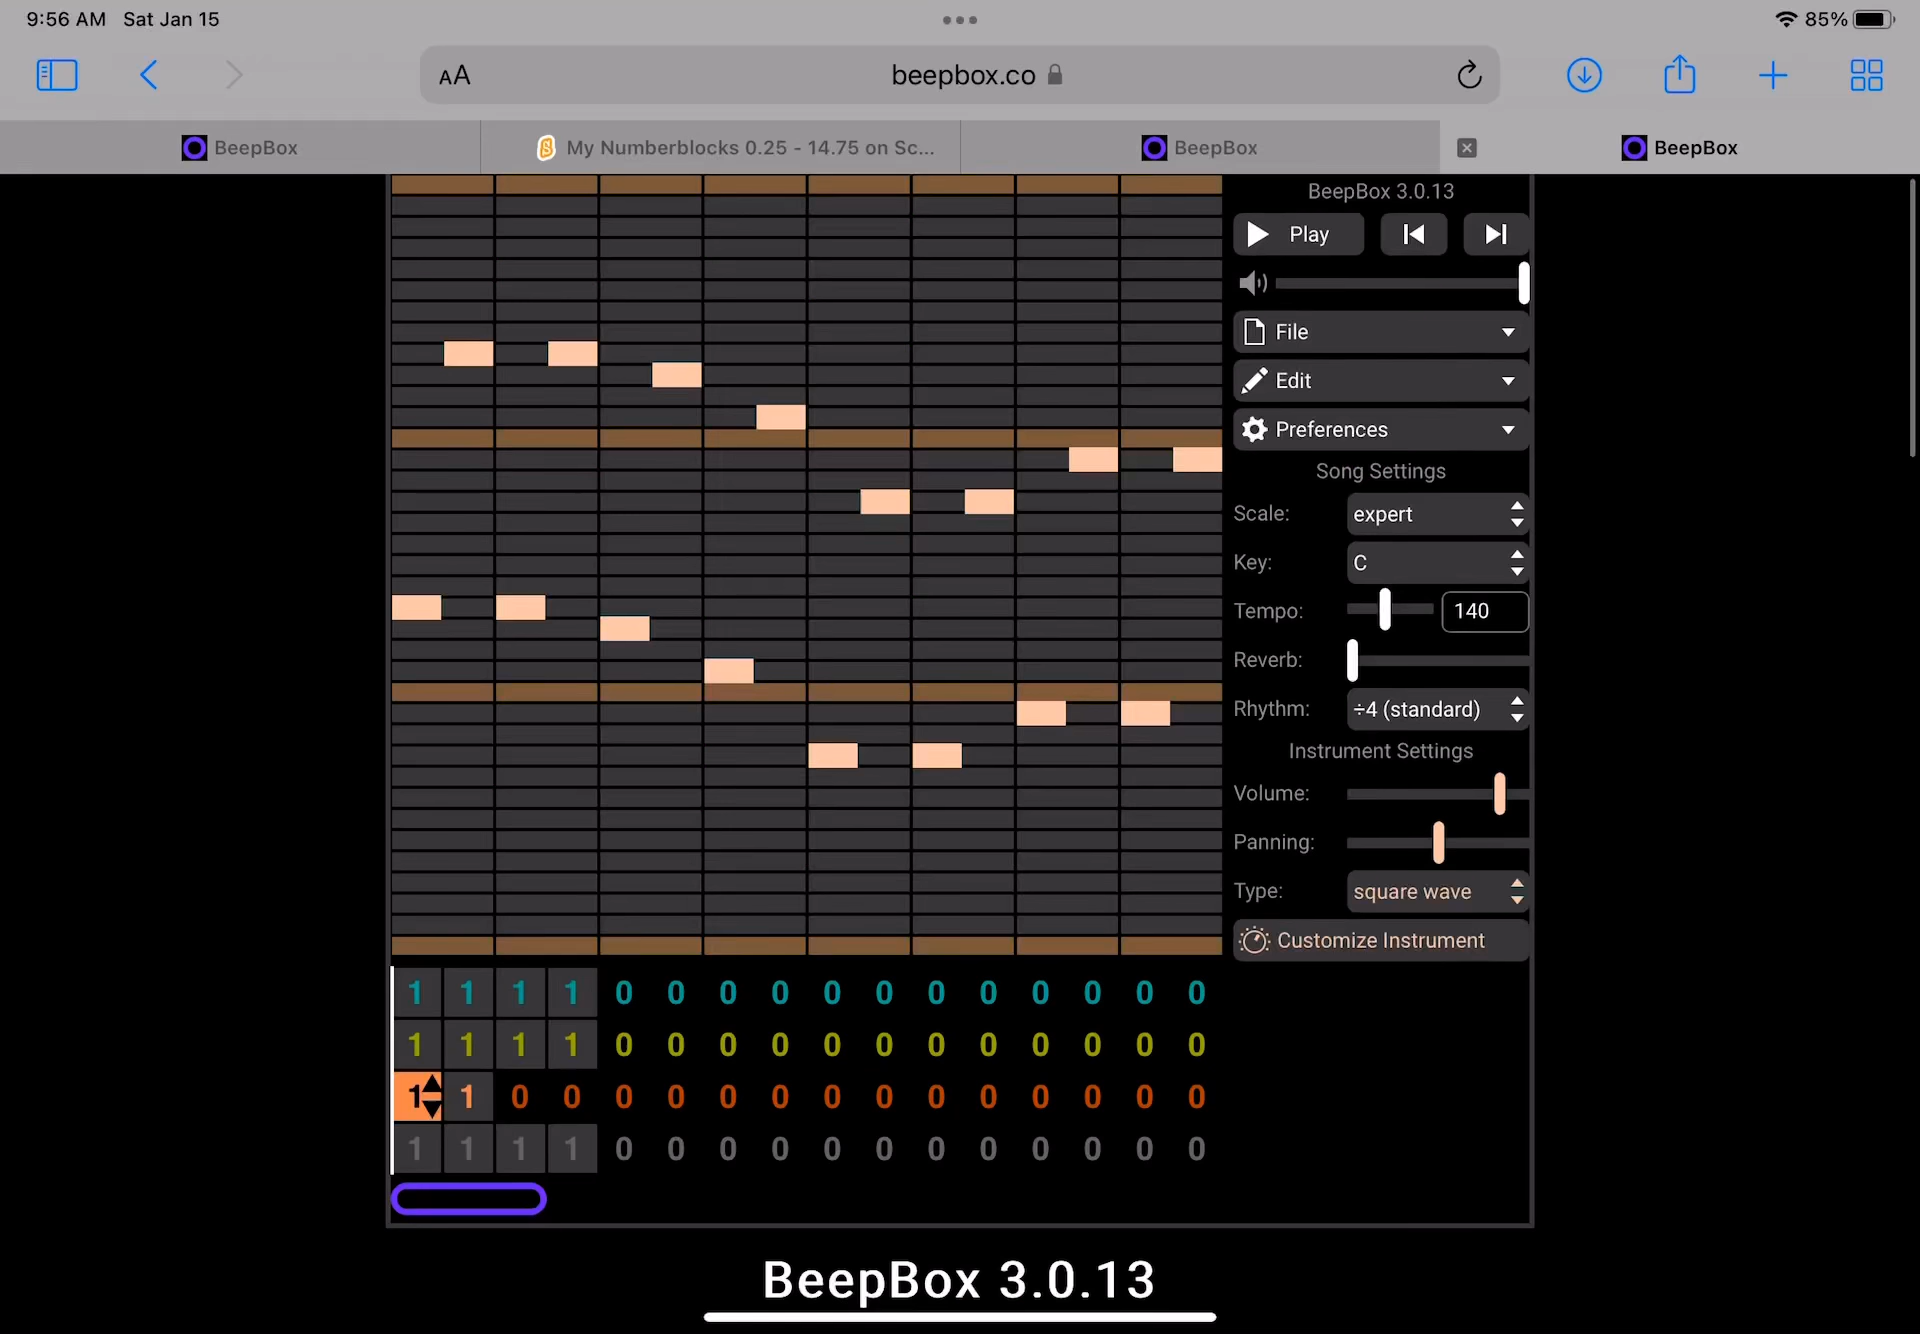 9:56 AM Sat Jan 15
85%
AA
beepbox.co
BeepBox
My Numberblocks 0.25 - 14.75 on Sc...
BeepBox
BeepBox
BeepBox 3.0.13
Play
File
Edit
Preferences
Song Settings
Scale: expert
Key: C
Tempo: 140
Reverb:
Rhythm: ÷4 (standard)
Instrument Settings
Volume:
Panning:
Type: square wave
Customize Instrument
1 1 1 1 0 0 0 0 0 0 0 0 0 0 0 0
1 1 1 1 0 0 0 0 0 0 0 0 0 0 0 0
1 1 0 0 0 0 0 0 0 0 0 0 0 0 0 0
1 1 1 1 0 0 0 0 0 0 0 0 0 0 0 0
BeepBox 3.0.13